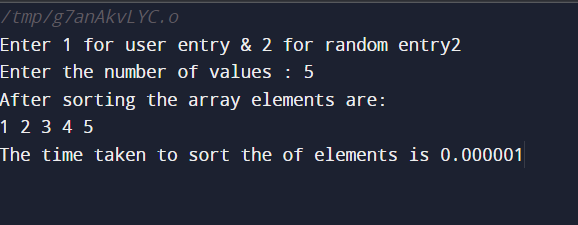 /tmp/g7anAkvLYC.o
Enter 1 for user entry & 2 for random entry2
Enter the number of values : 5
After sorting the array elements are:
1 2 3 4 5
The time taken to sort the of elements is 0.000001